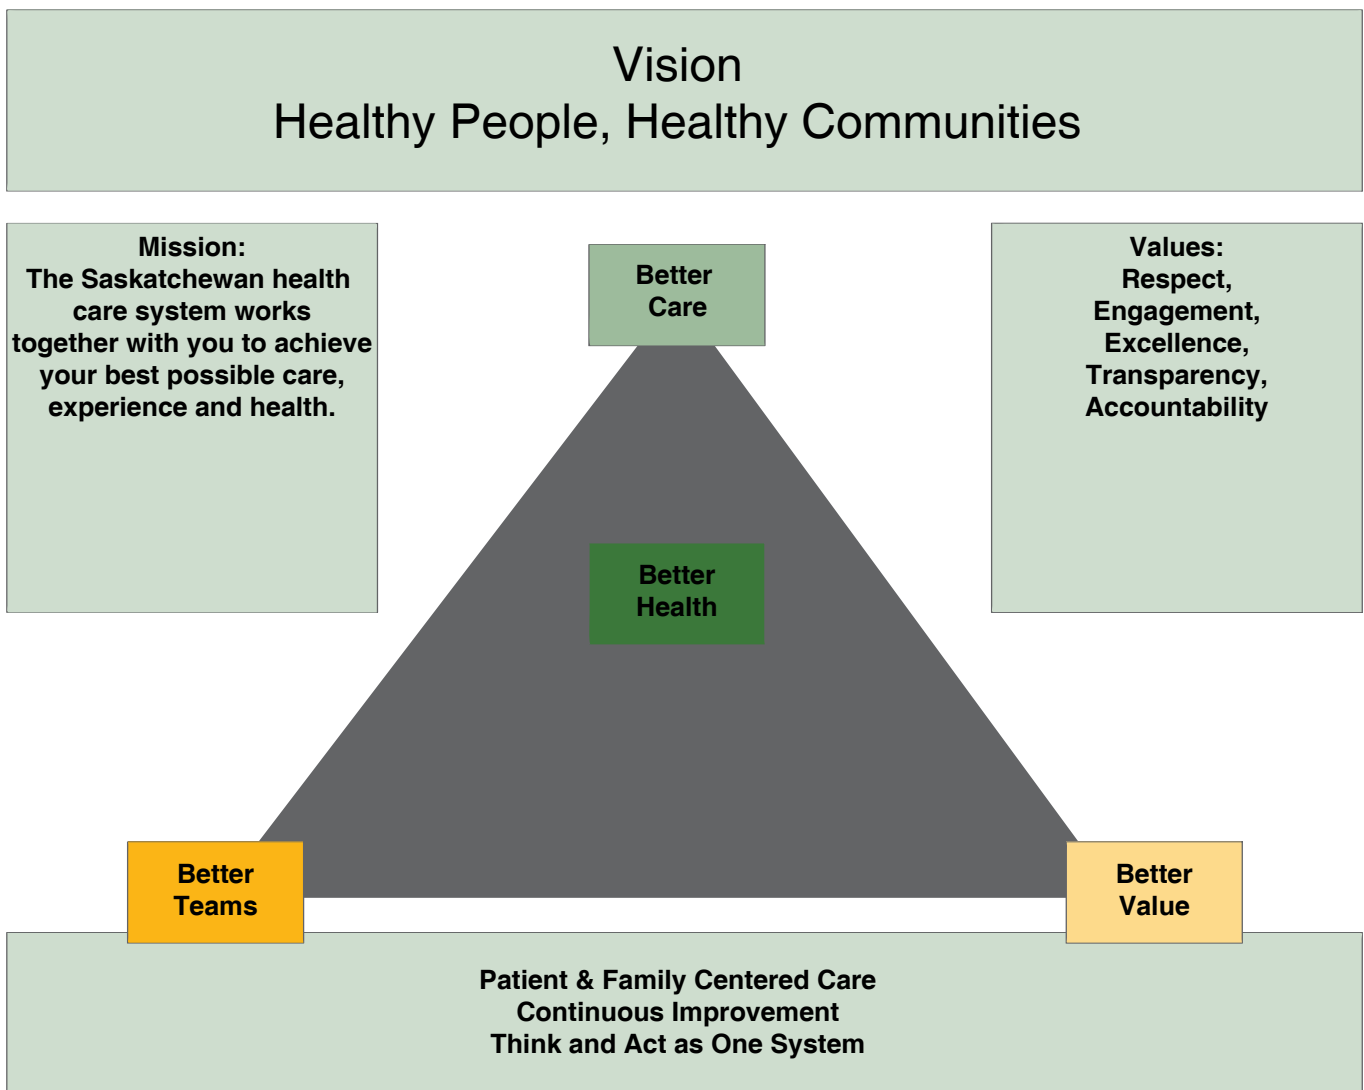 Vision
Healthy People, Healthy Communities
Mission:
The Saskatchewan health
care system works
together with you to achieve
your best possible care,
experience and health.
Better
Care
Values:
Respect,
Engagement,
Excellence,
Transparency,
Accountability
Better
Health
Better
Teams
Better
Value
Patient & Family Centered Care
Continuous Improvement
Think and Act as One System